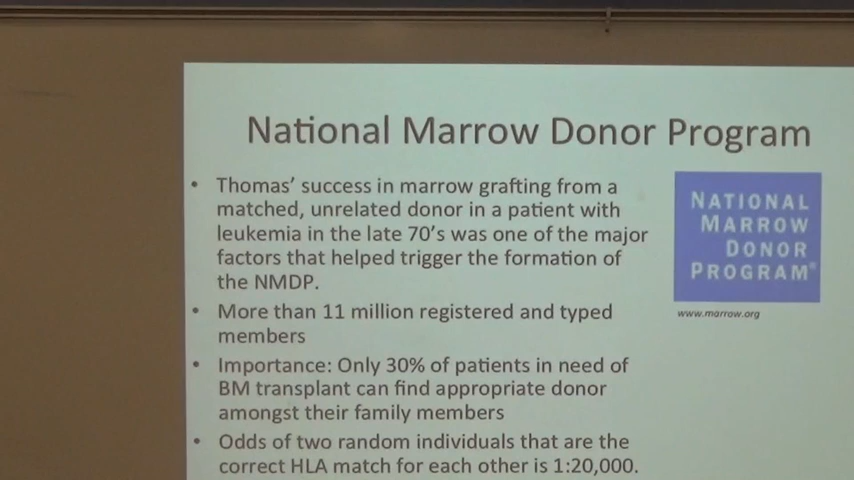 National Marrow Donor Program
• Thomas' success in marrow grafting from a
matched, unrelated donor in a patient with
leukemia in the late 70's was one of the major
factors that helped trigger the formation of
the NMDP.
• More than 11 million registered and typed
members
• Importance: Only 30% of patients in need of
BM transplant can find appropriate donor
amongst their family members
• Odds of two random individuals that are the
correct HLA match for each other is 1:20,000.
NATIONAL
MARROW
DONOR
PROGRAM®
www.marrow.org